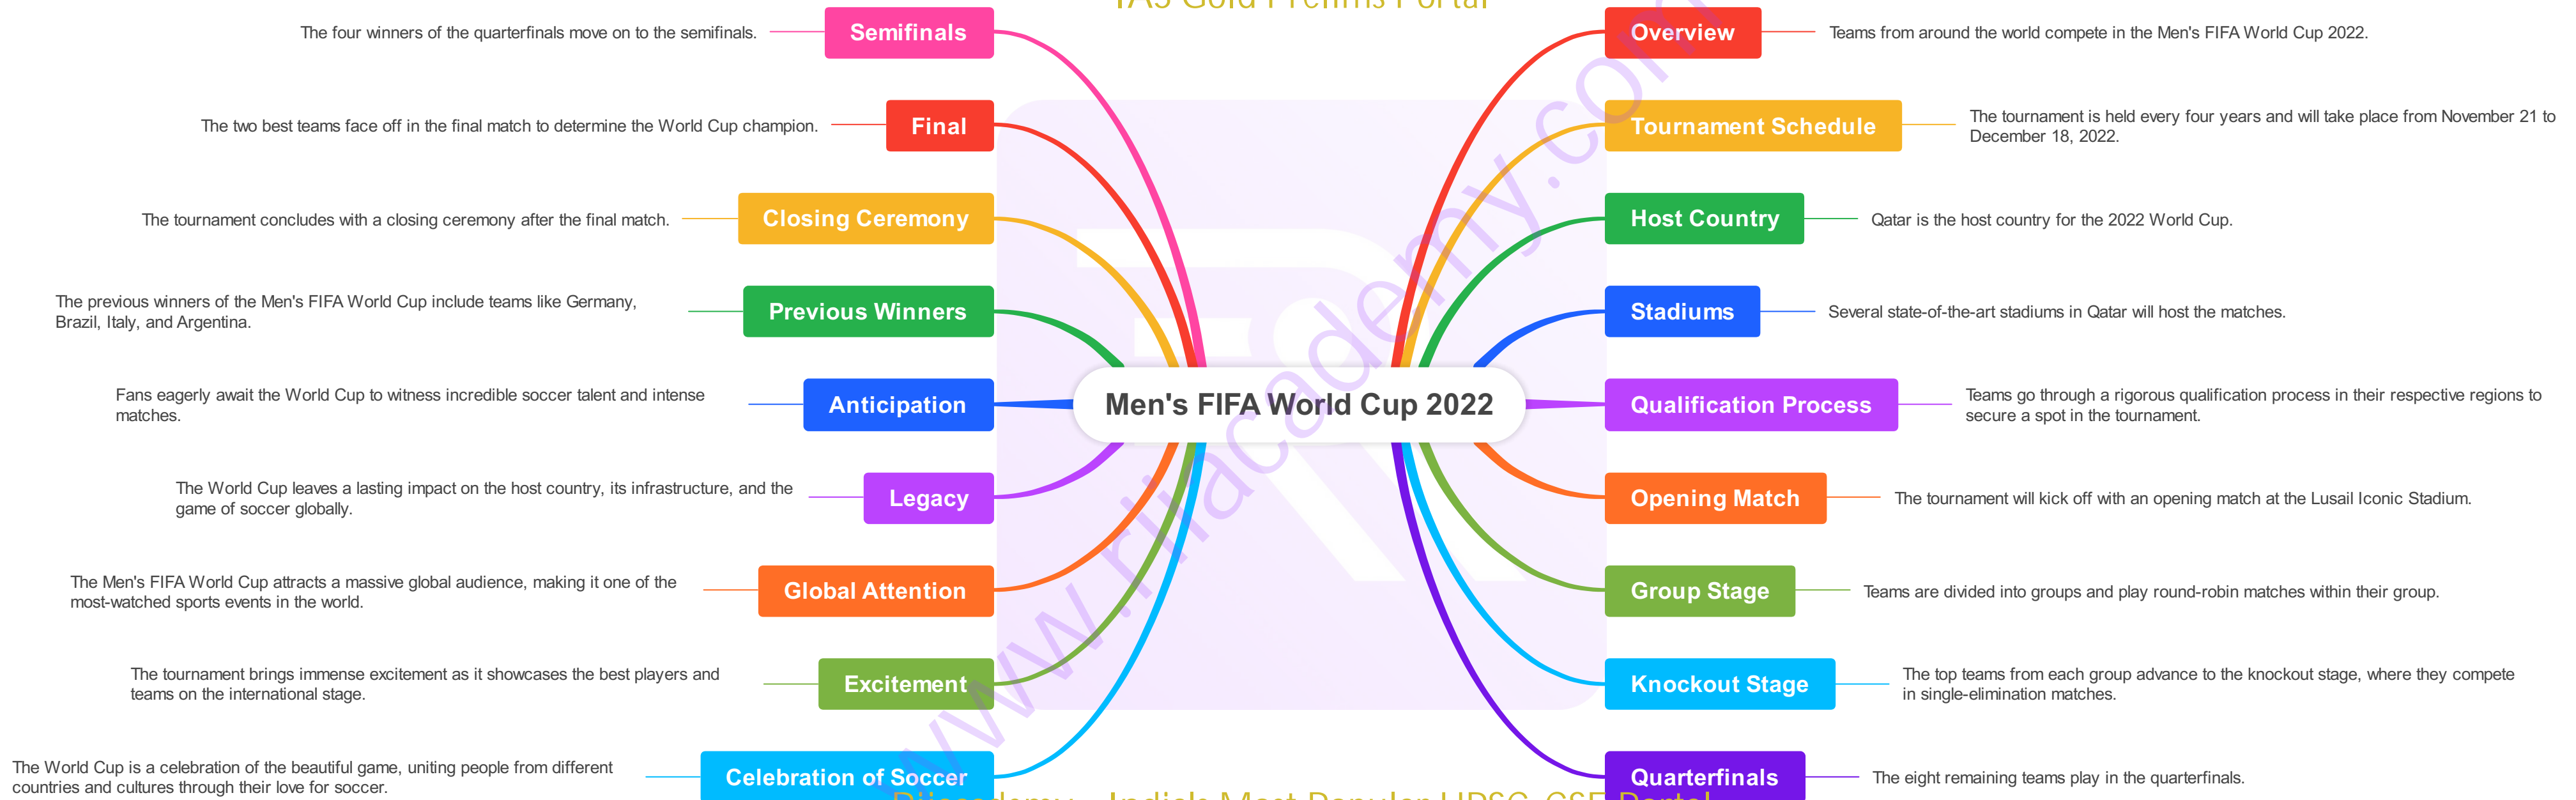 IAS Gold Prelims Portal
Semifinals
The four winners of the quarterfinals move on to the semifinals.
Final
The two best teams face off in the final match to determine the World Cup champion.
Closing Ceremony
The tournament concludes with a closing ceremony after the final match.
Previous Winners
The previous winners of the Men's FIFA World Cup include teams like Germany,
Brazil, Italy, and Argentina.
Anticipation
Fans eagerly await the World Cup to witness incredible soccer talent and intense
matches.
Legacy
The World Cup leaves a lasting impact on the host country, its infrastructure, and the
game of soccer globally.
Global Attention
The Men's FIFA World Cup attracts a massive global audience, making it one of the
most-watched sports events in the world.
Excitement
The tournament brings immense excitement as it showcases the best players and
teams on the international stage.
Celebration of Soccer
The World Cup is a celebration of the beautiful game, uniting people from different
countries and cultures through their love for soccer.
Men's FIFA World Cup 2022
Overview
Teams from around the world compete in the Men's FIFA World Cup 2022.
Tournament Schedule
The tournament is held every four years and will take place from November 21 to
December 18, 2022.
Host Country
Qatar is the host country for the 2022 World Cup.
Stadiums
Several state-of-the-art stadiums in Qatar will host the matches.
Qualification Process
Teams go through a rigorous qualification process in their respective regions to
secure a spot in the tournament.
Opening Match
The tournament will kick off with an opening match at the Lusail Iconic Stadium.
Group Stage
Teams are divided into groups and play round-robin matches within their group.
Knockout Stage
The top teams from each group advance to the knockout stage, where they compete
in single-elimination matches.
Quarterfinals
The eight remaining teams play in the quarterfinals.
www.rijacademy.com
India's Most Popular UPSC-CSE Portal